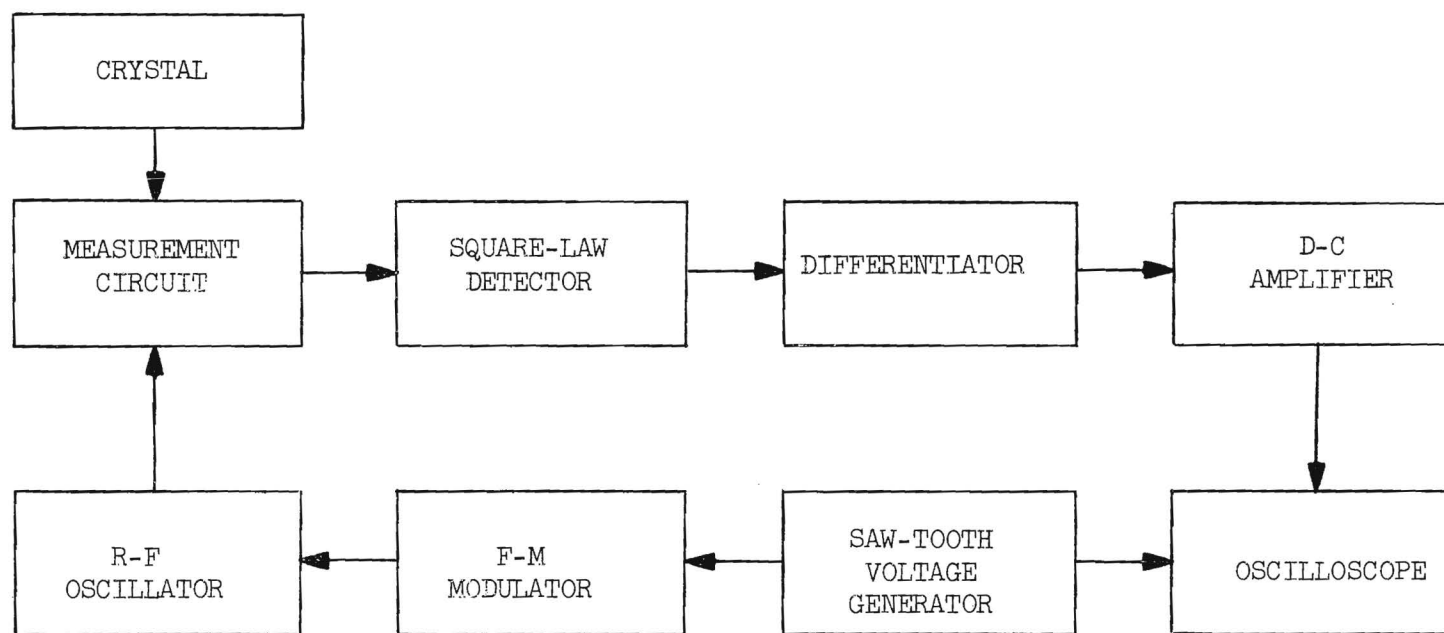 CRYSTAL
MEASUREMENT
CIRCUIT
SQUARE-LAW
DETECTOR
DIFFERENTIATOR
D-C
AMPLIFIER
R-F
OSCILLATOR
F-M
MODULATOR
SAW-TOOTH
VOLTAGE
GENERATOR
OSCILLOSCOPE